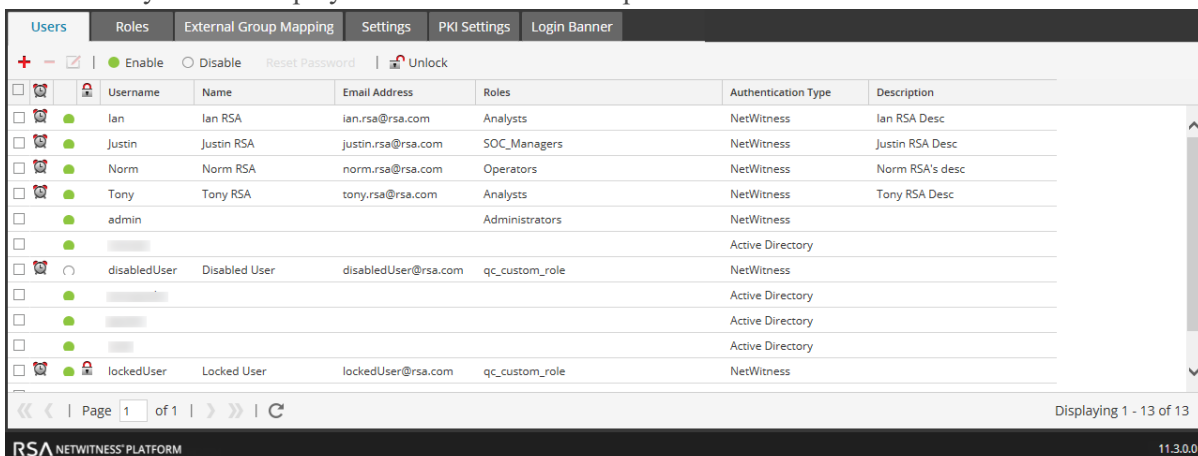 Users Roles External Group Mapping Settings PKI Settings Login Banner
Enable Disable Reset Password Unlock
Username Name Email Address Roles Authentication Type Description
Ian Ian RSA ian.rsa@rsa.com Analysts NetWitness Ian RSA Desc
Justin Justin RSA justin.rsa@rsa.com SOC_Managers NetWitness Justin RSA Desc
Norm Norm RSA norm.rsa@rsa.com Operators NetWitness Norm RSA's desc
Tony Tony RSA tony.rsa@rsa.com Analysts NetWitness Tony RSA Desc
admin Administrators NetWitness
Active Directory
disabledUser Disabled User disabledUser@rsa.com qc_custom_role NetWitness
Active Directory
Active Directory
Active Directory
lockedUser Locked User lockedUser@rsa.com qc_custom_role NetWitness
Page 1 of 1 Displaying 1 - 13 of 13
RSA NETWITNESS® PLATFORM 11.3.0.0